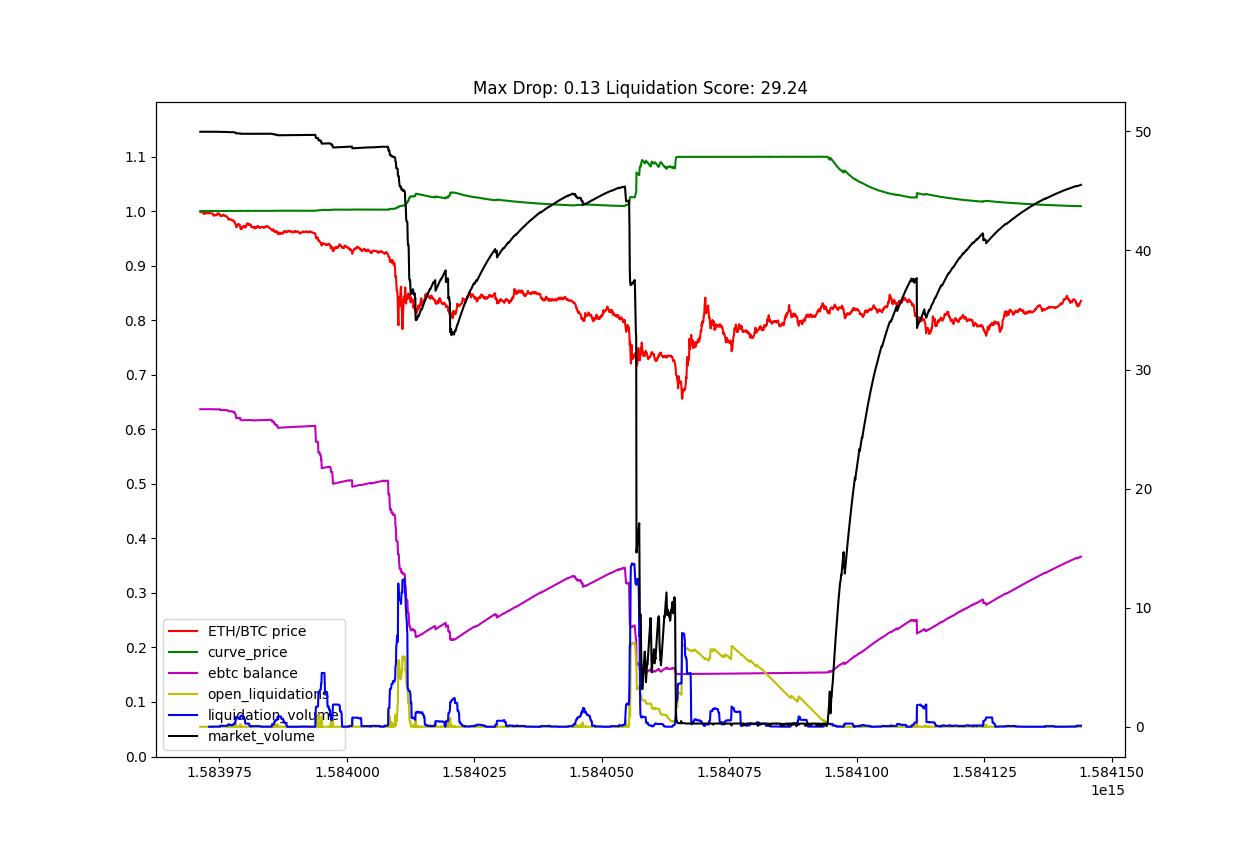 Max Drop: 0.13 Liquidation Score: 29.24
1.1
1.0
0.9
0.8
0.7
0.6
0.5
0.4
0.3
0.2
0.1
0.0
50
40
30
20
10
0
ETH/BTC price
curve_price
ebtc balance
open_liquidations
liquidation_volume
market_volume
1.583975 1.584000 1.584025 1.584050 1.584075 1.584100 1.584125 1.584150
1e15